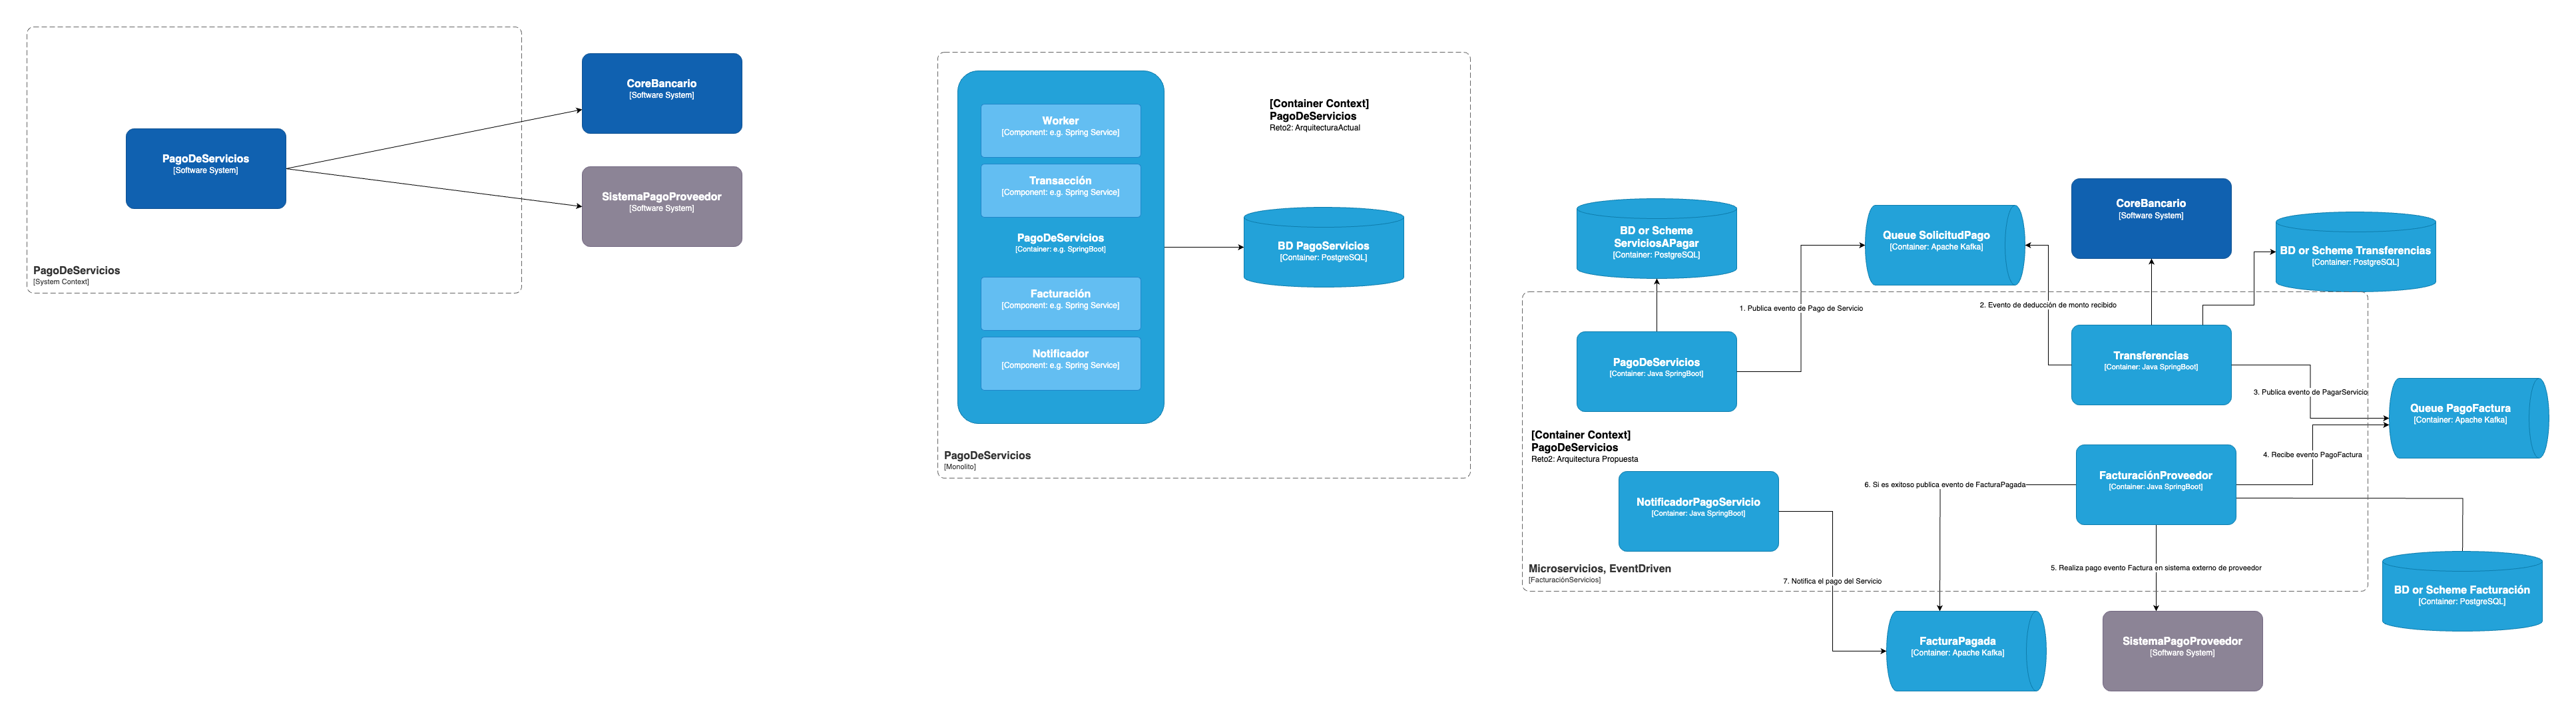 PagoDeServicios
[Software System]
CoreBancario
[Software System]
SistemaPagoProveedor
[Software System]
PagoDeServicios
[System Context]
Worker
[Component: e.g. Spring Service]
Transacción
[Component: e.g. Spring Service]
PagoDeServicios
[Container: e.g. SpringBoot]
Facturación
[Component: e.g. Spring Service]
Notificador
[Component: e.g. Spring Service]
[Container Context]
PagoDeServicios
Reto2: ArquitecturaActual
BD PagoServicios
[Container: PostgreSQL]
PagoDeServicios
[Monolito]
BD or Scheme
ServiciosAPagar
[Container: PostgreSQL]
Queue SolicitudPago
[Container: Apache Kafka]
CoreBancario
[Software System]
BD or Scheme Transferencias
[Container: PostgreSQL]
1. Publica evento de Pago de Servicio
2. Evento de deducción de monto recibido
PagoDeServicios
[Container: Java SpringBoot]
Transferencias
[Container: Java SpringBoot]
3. Publica evento de PagarServicio
Queue PagoFactura
[Container: Apache Kafka]
[Container Context]
PagoDeServicios
Reto2: Arquitectura Propuesta
4. Recibe evento PagoFactura
FacturaciónProveedor
[Container: Java SpringBoot]
6. Si es exitoso publica evento de FacturaPagada
NotificadorPagoServicio
[Container: Java SpringBoot]
Microservicios, EventDriven
[FacturaciónServicios]
5. Realiza pago evento Factura en sistema externo de proveedor
7. Notifica el pago del Servicio
BD or Scheme Facturación
[Container: PostgreSQL]
FacturaPagada
[Container: Apache Kafka]
SistemaPagoProveedor
[Software System]